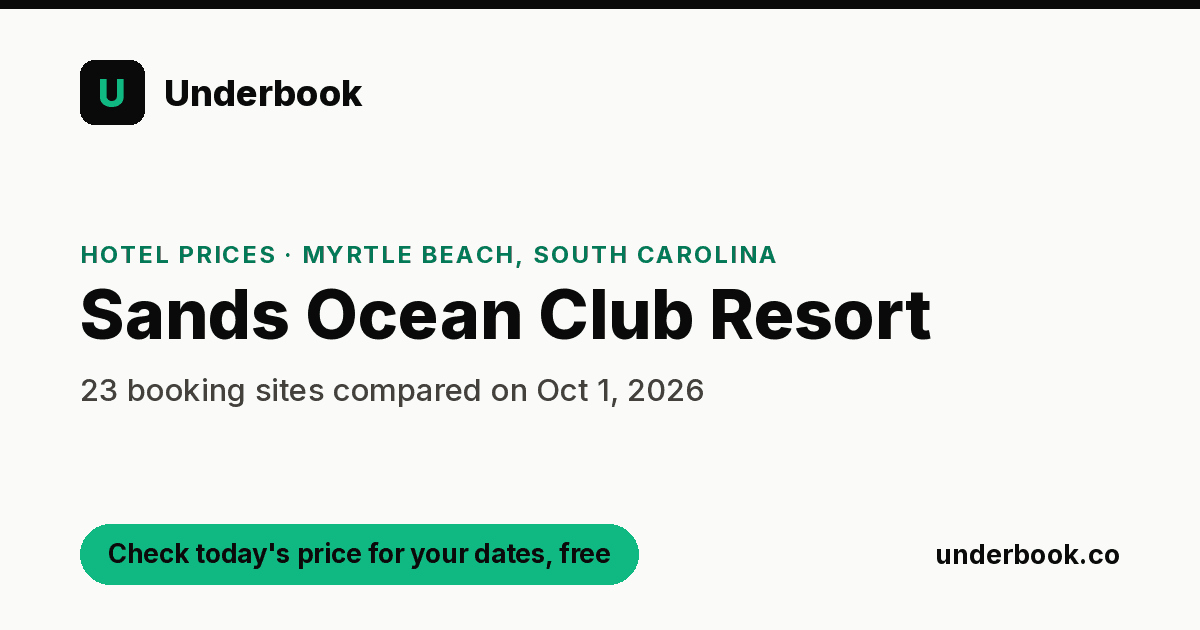 U Underbook
HOTEL PRICES · MYRTLE BEACH, SOUTH CAROLINA
Sands Ocean Club Resort
23 booking sites compared on Oct 1, 2026
Check today's price for your dates, free
underbook.co